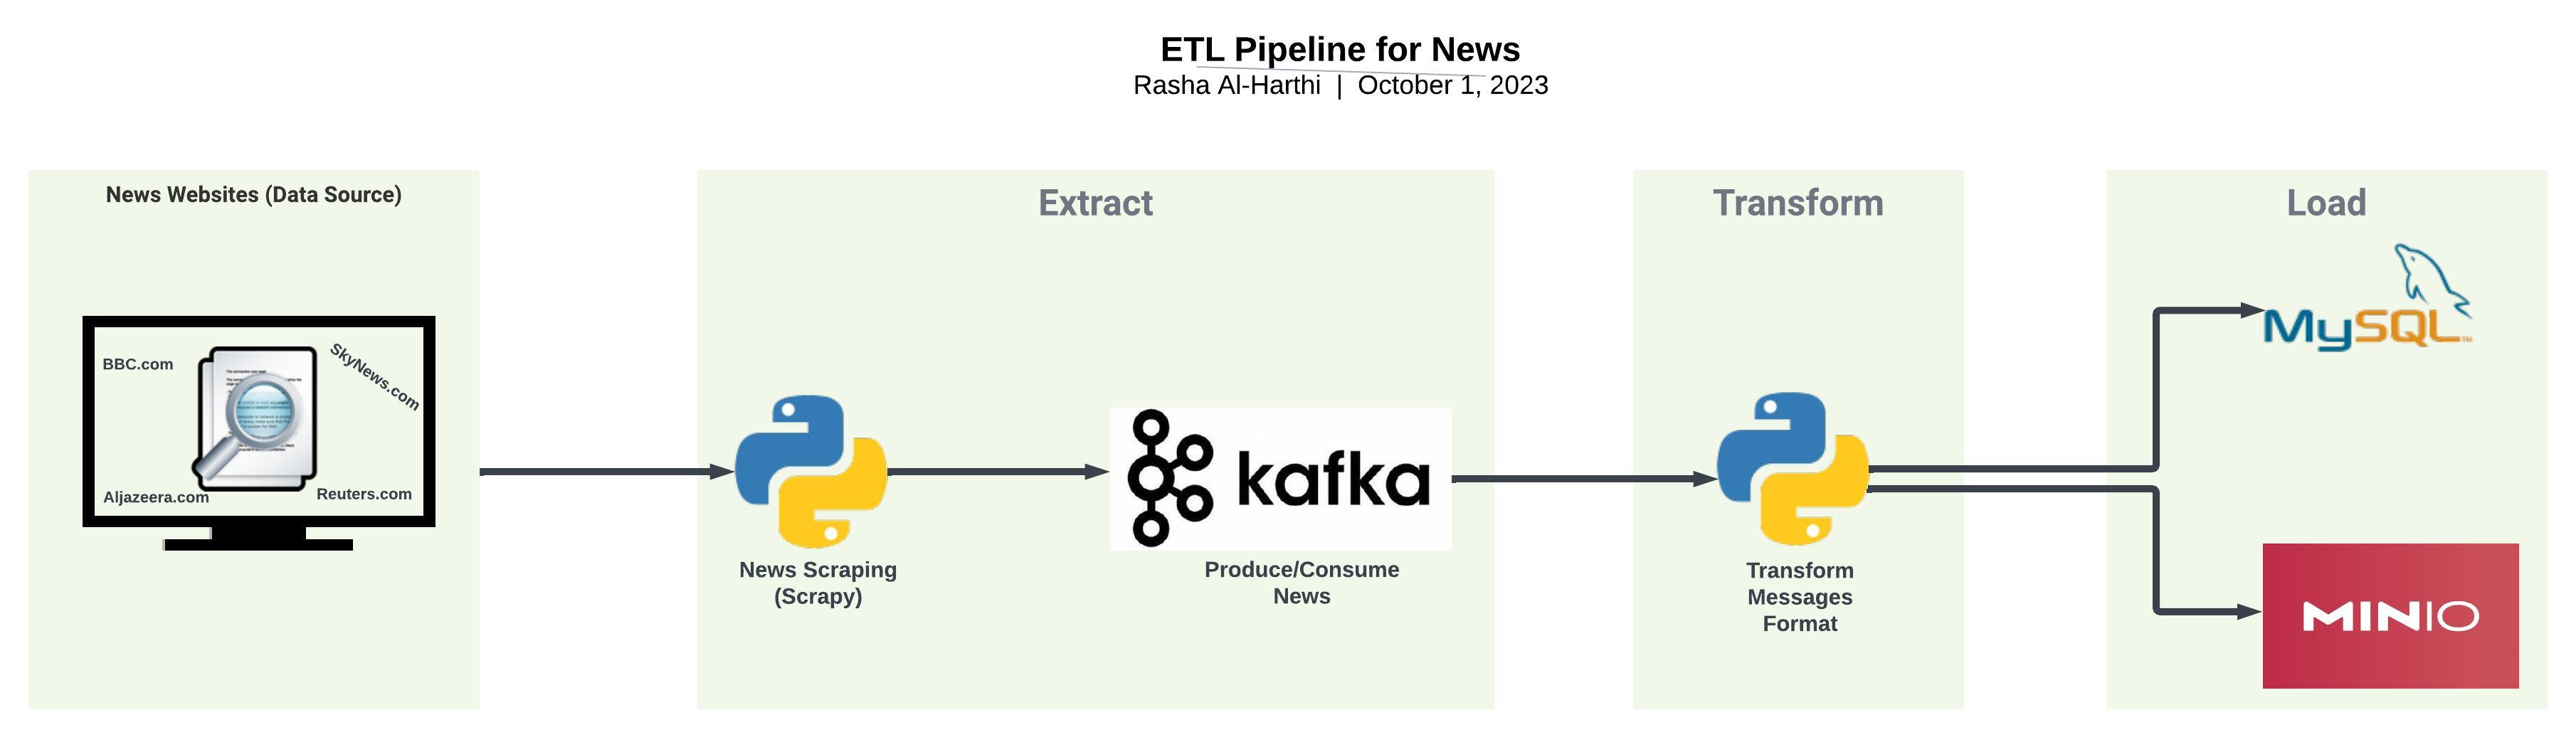 ETL Pipeline for News
Rasha Al-Harthi | October 1, 2023
News Websites (Data Source)
BBC.com
SkyNews.com
Aljazeera.com
Reuters.com
Extract
News Scraping
(Scrapy)
kafka
Produce/Consume
News
Transform
Transform
Messages
Format
Load
MySQL
MINIO